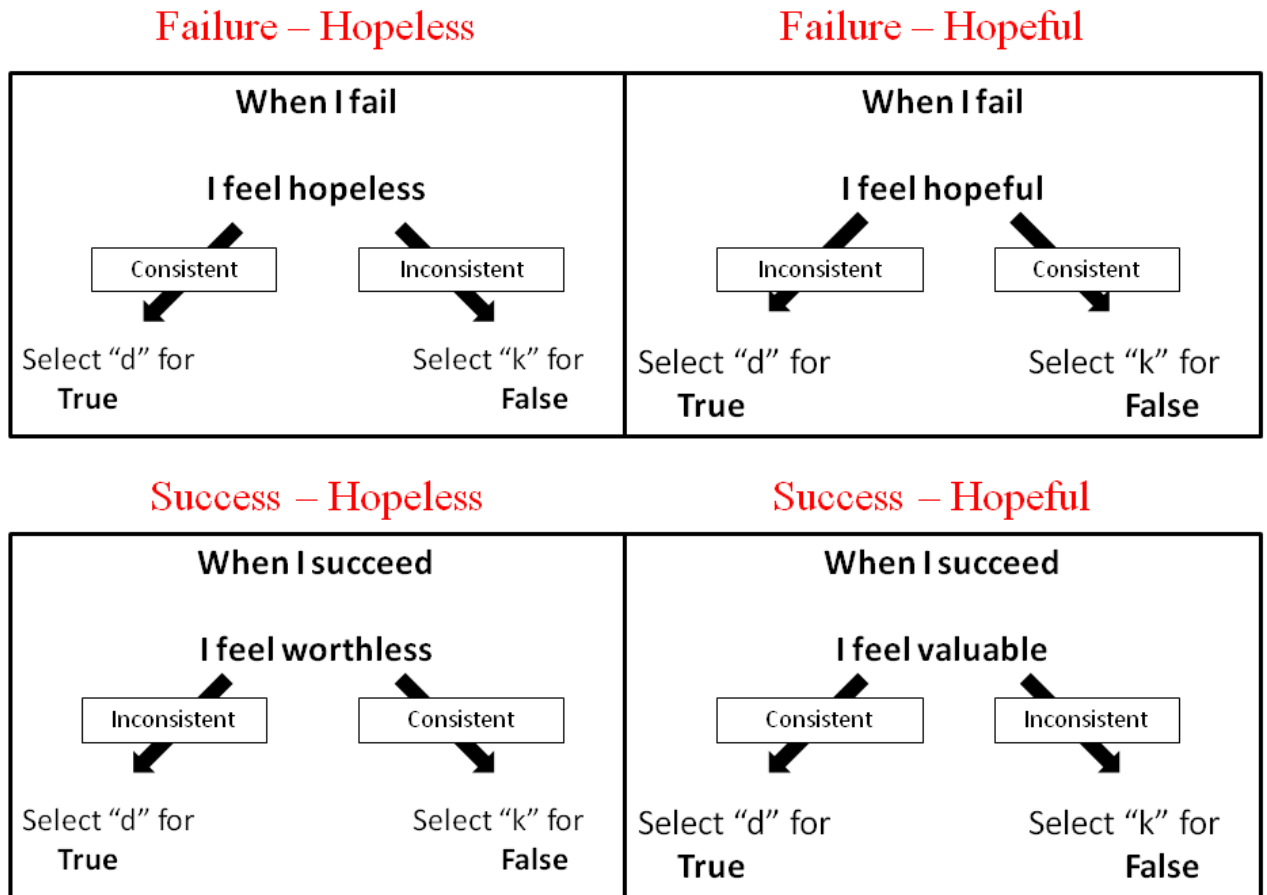 Failure – Hopeless
Failure – Hopeful
When I fail
I feel hopeless
Consistent
Inconsistent
Select “d” for
True
Select “k” for
False
When I fail
I feel hopeful
Inconsistent
Consistent
Select “d” for
True
Select “k” for
False
Success – Hopeless
Success – Hopeful
When I succeed
I feel worthless
Inconsistent
Consistent
Select “d” for
True
Select “k” for
False
When I succeed
I feel valuable
Consistent
Inconsistent
Select “d” for
True
Select “k” for
False